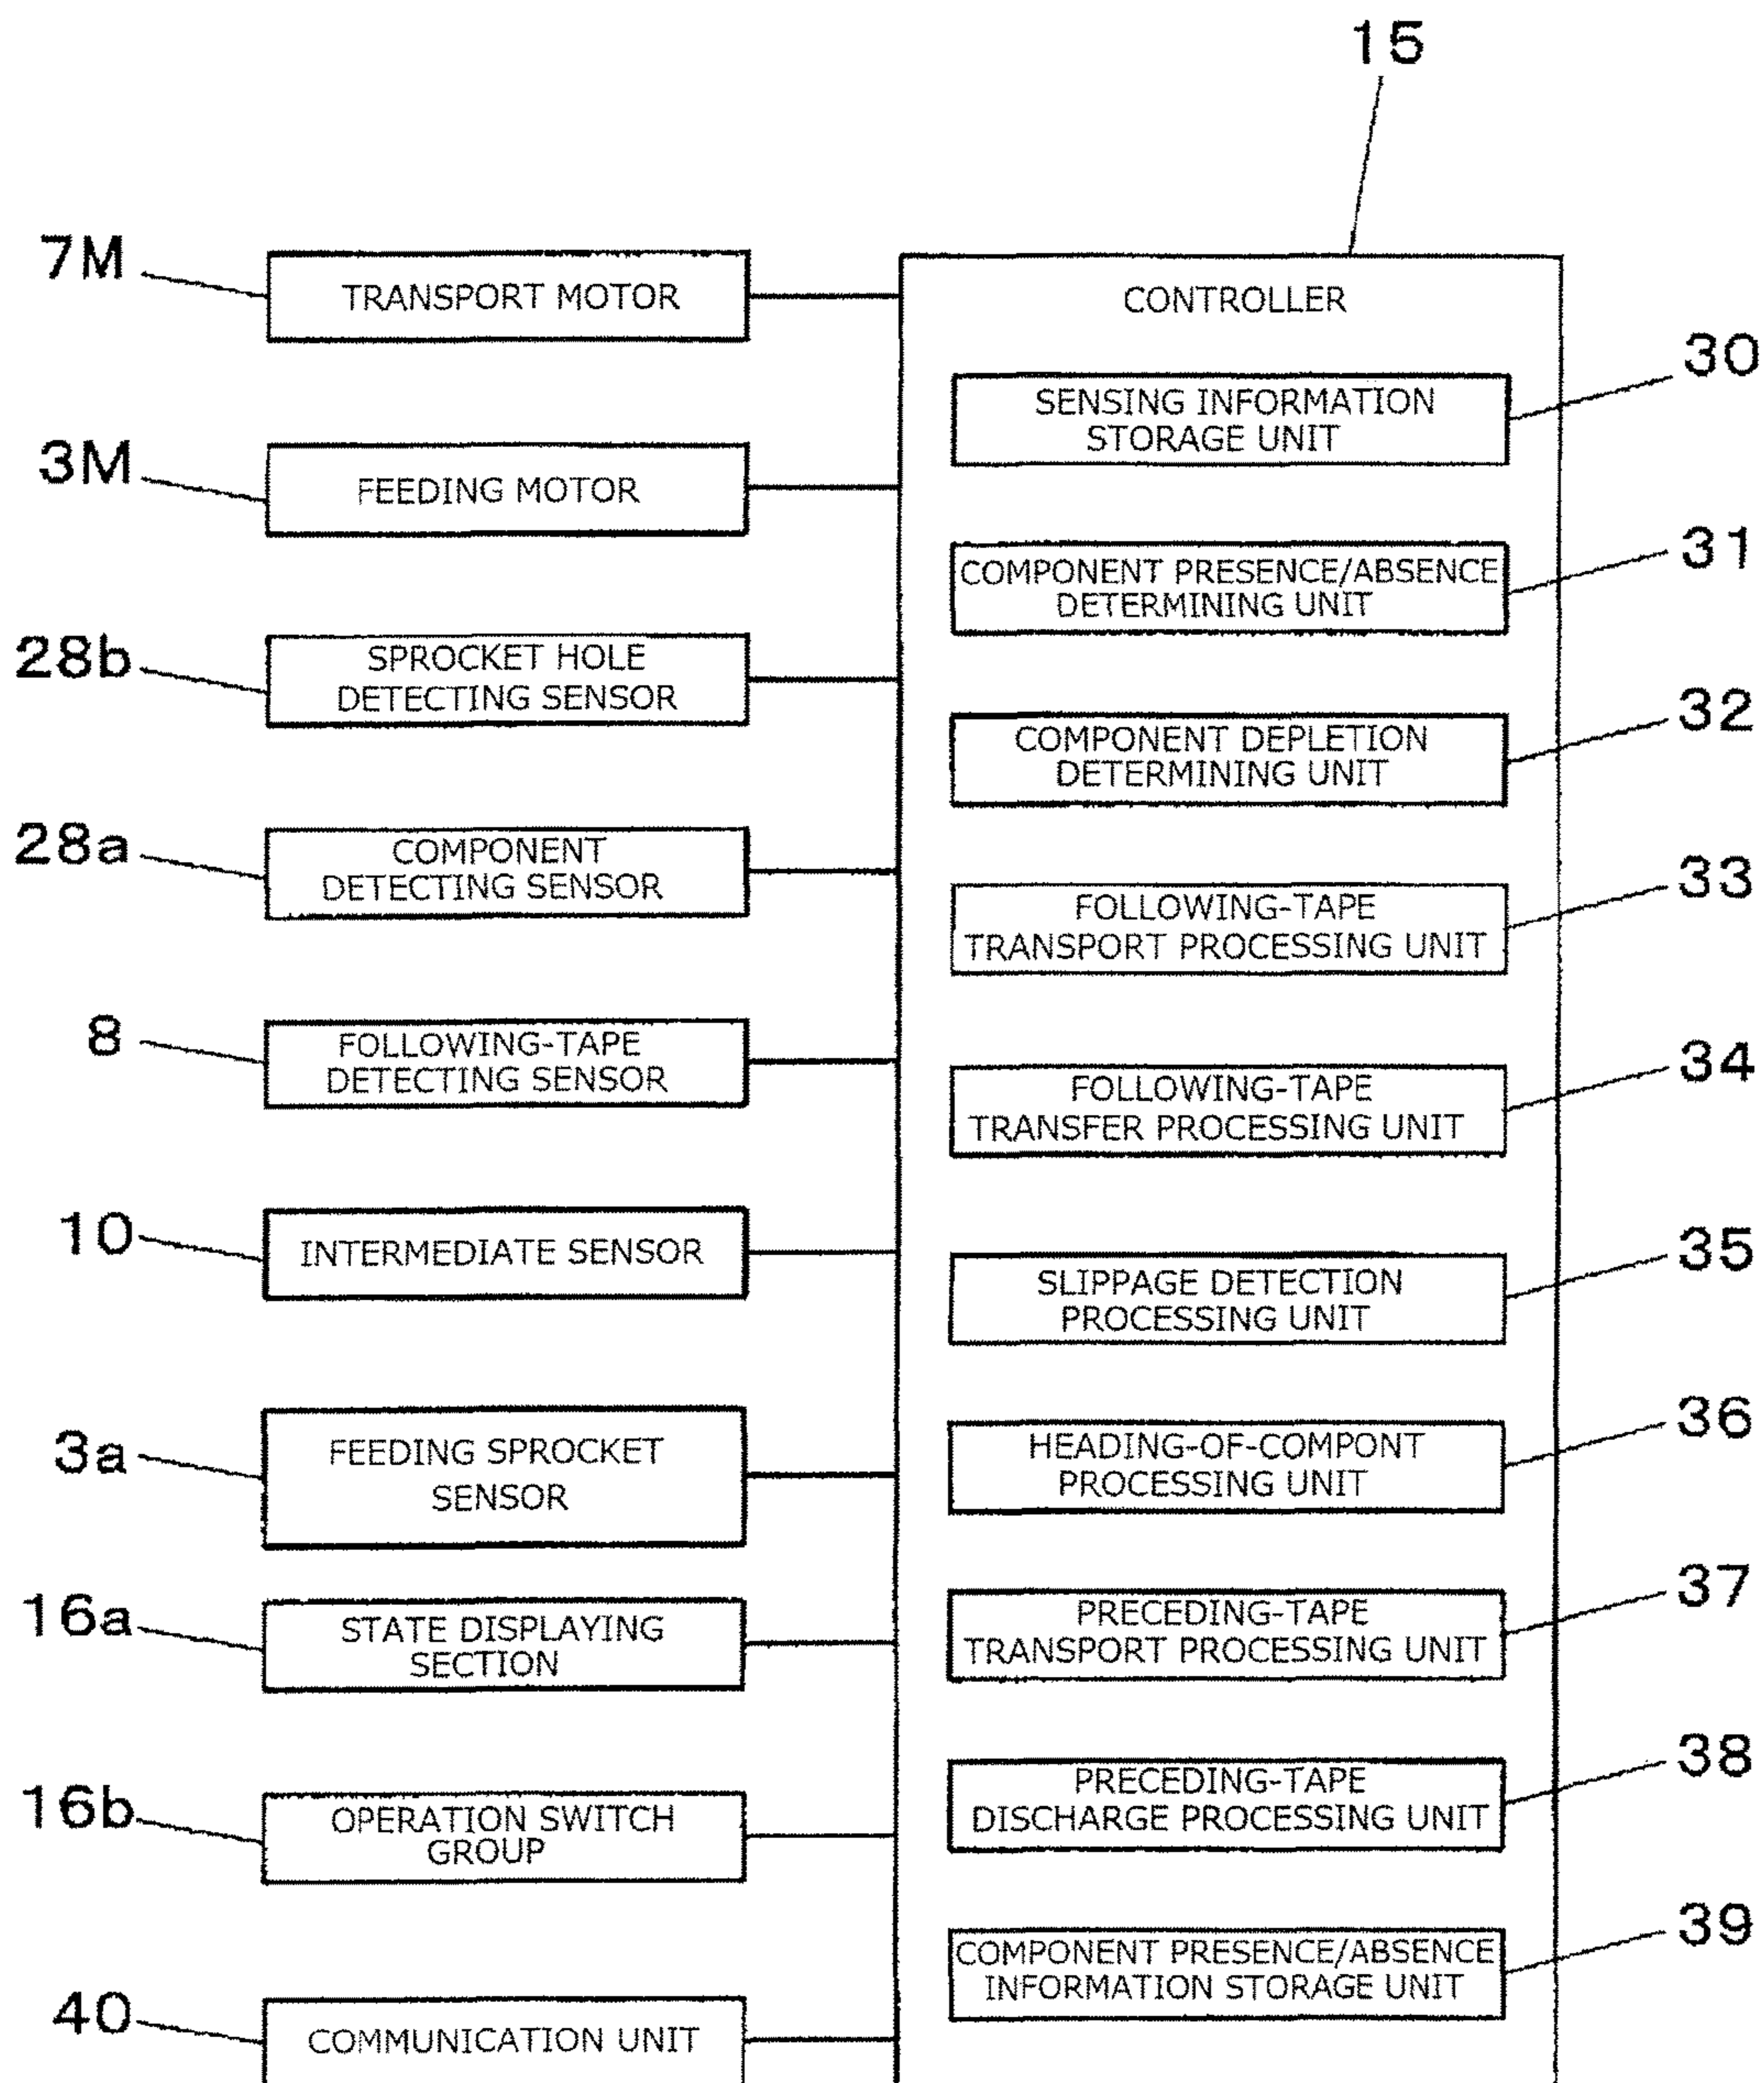 15
7M
TRANSPORT MOTOR
3M
FEEDING MOTOR
28b
SPROCKET HOLE
DETECTING SENSOR
28a
COMPONENT
DETECTING SENSOR
8
FOLLOWING-TAPE
DETECTING SENSOR
10
INTERMEDIATE SENSOR
3a
FEEDING SPROCKET
SENSOR
16a
STATE DISPLAYING
SECTION
16b
OPERATION SWITCH
GROUP
40
COMMUNICATION UNIT
CONTROLLER
SENSING INFORMATION
STORAGE UNIT
30
COMPONENT PRESENCE/ABSENCE
DETERMINING UNIT
31
COMPONENT DEPLETION
DETERMINING UNIT
32
FOLLOWING-TAPE
TRANSPORT PROCESSING UNIT
33
FOLLOWING-TAPE
TRANSFER PROCESSING UNIT
34
SLIPPAGE DETECTION
PROCESSING UNIT
35
HEADING-OF-COMPONT
PROCESSING UNIT
36
PRECEDING-TAPE
TRANSPORT PROCESSING UNIT
37
PRECEDING-TAPE
DISCHARGE PROCESSING UNIT
38
COMPONENT PRESENCE/ABSENCE
INFORMATION STORAGE UNIT
39